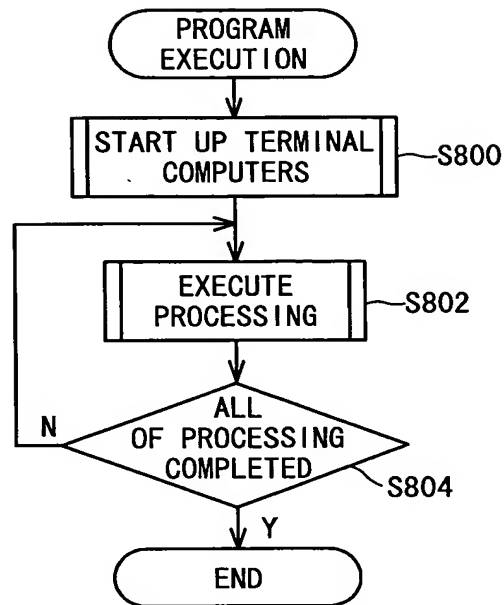 PROGRAM
EXECUTION
START UP TERMINAL
COMPUTERS
S800
EXECUTE
PROCESSING
S802
ALL
OF PROCESSING
COMPLETED
N
S804
Y
END